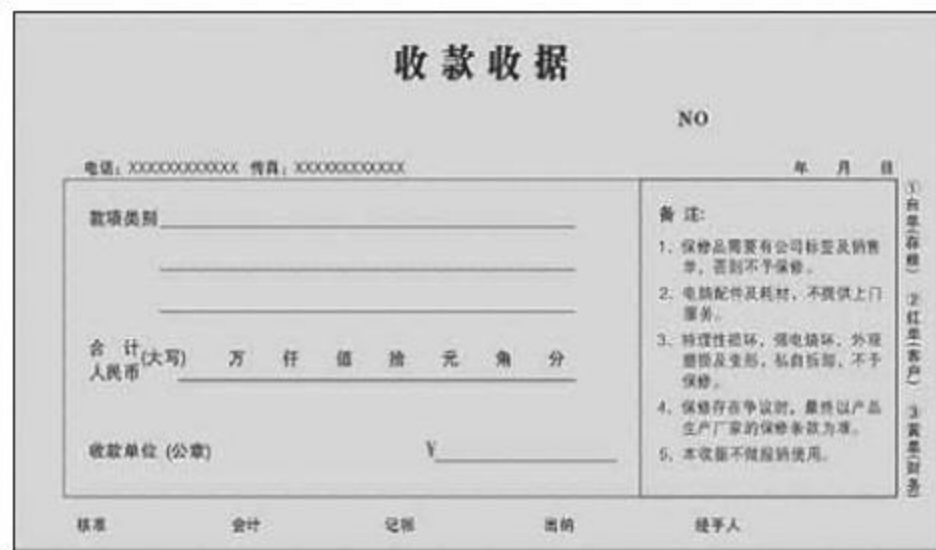 收款收据
NO
电话：XXXXXXXXXXXX 传真：XXXXXXXXXXXX
年 月 日
款项类别
合 计
人民币
(大写) 万 仟 佰 拾 元 角 分
收款单位 (公章) ¥
备 注:
1、保修品需要有公司标签及销售
单，否则不予保修。
2、电脑配件及耗材，不提供上门
服务。
3、物理性损坏，强电烧坏、外观
磨损及变形，私自拆卸，不予
保修。
4、保修存在争议时，最终以产品
生产厂家的保修条款为准。
5、本收据不做报销使用。
①白单(存根) ②红单(客户) ③黄单(财务)
核准 会计 记帐 出纳 经手人